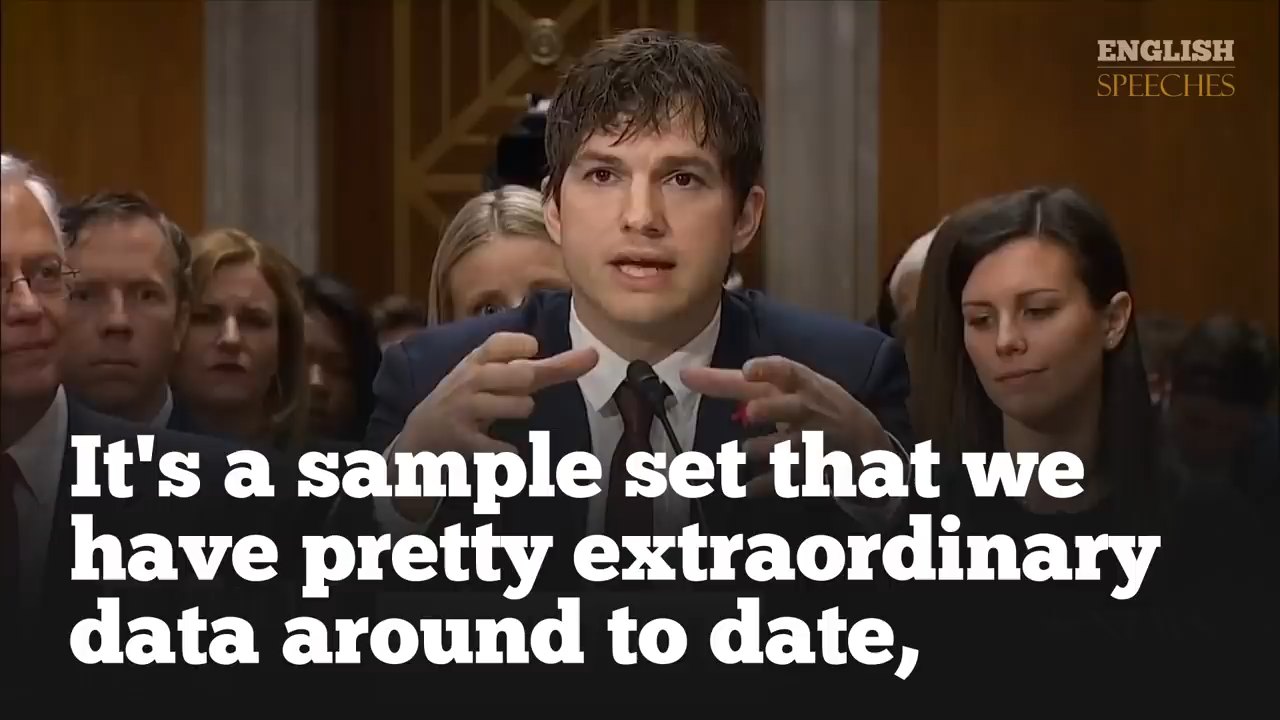 ENGLISH
SPEECHES
It's a sample set that we
have pretty extraordinary
data around to date,